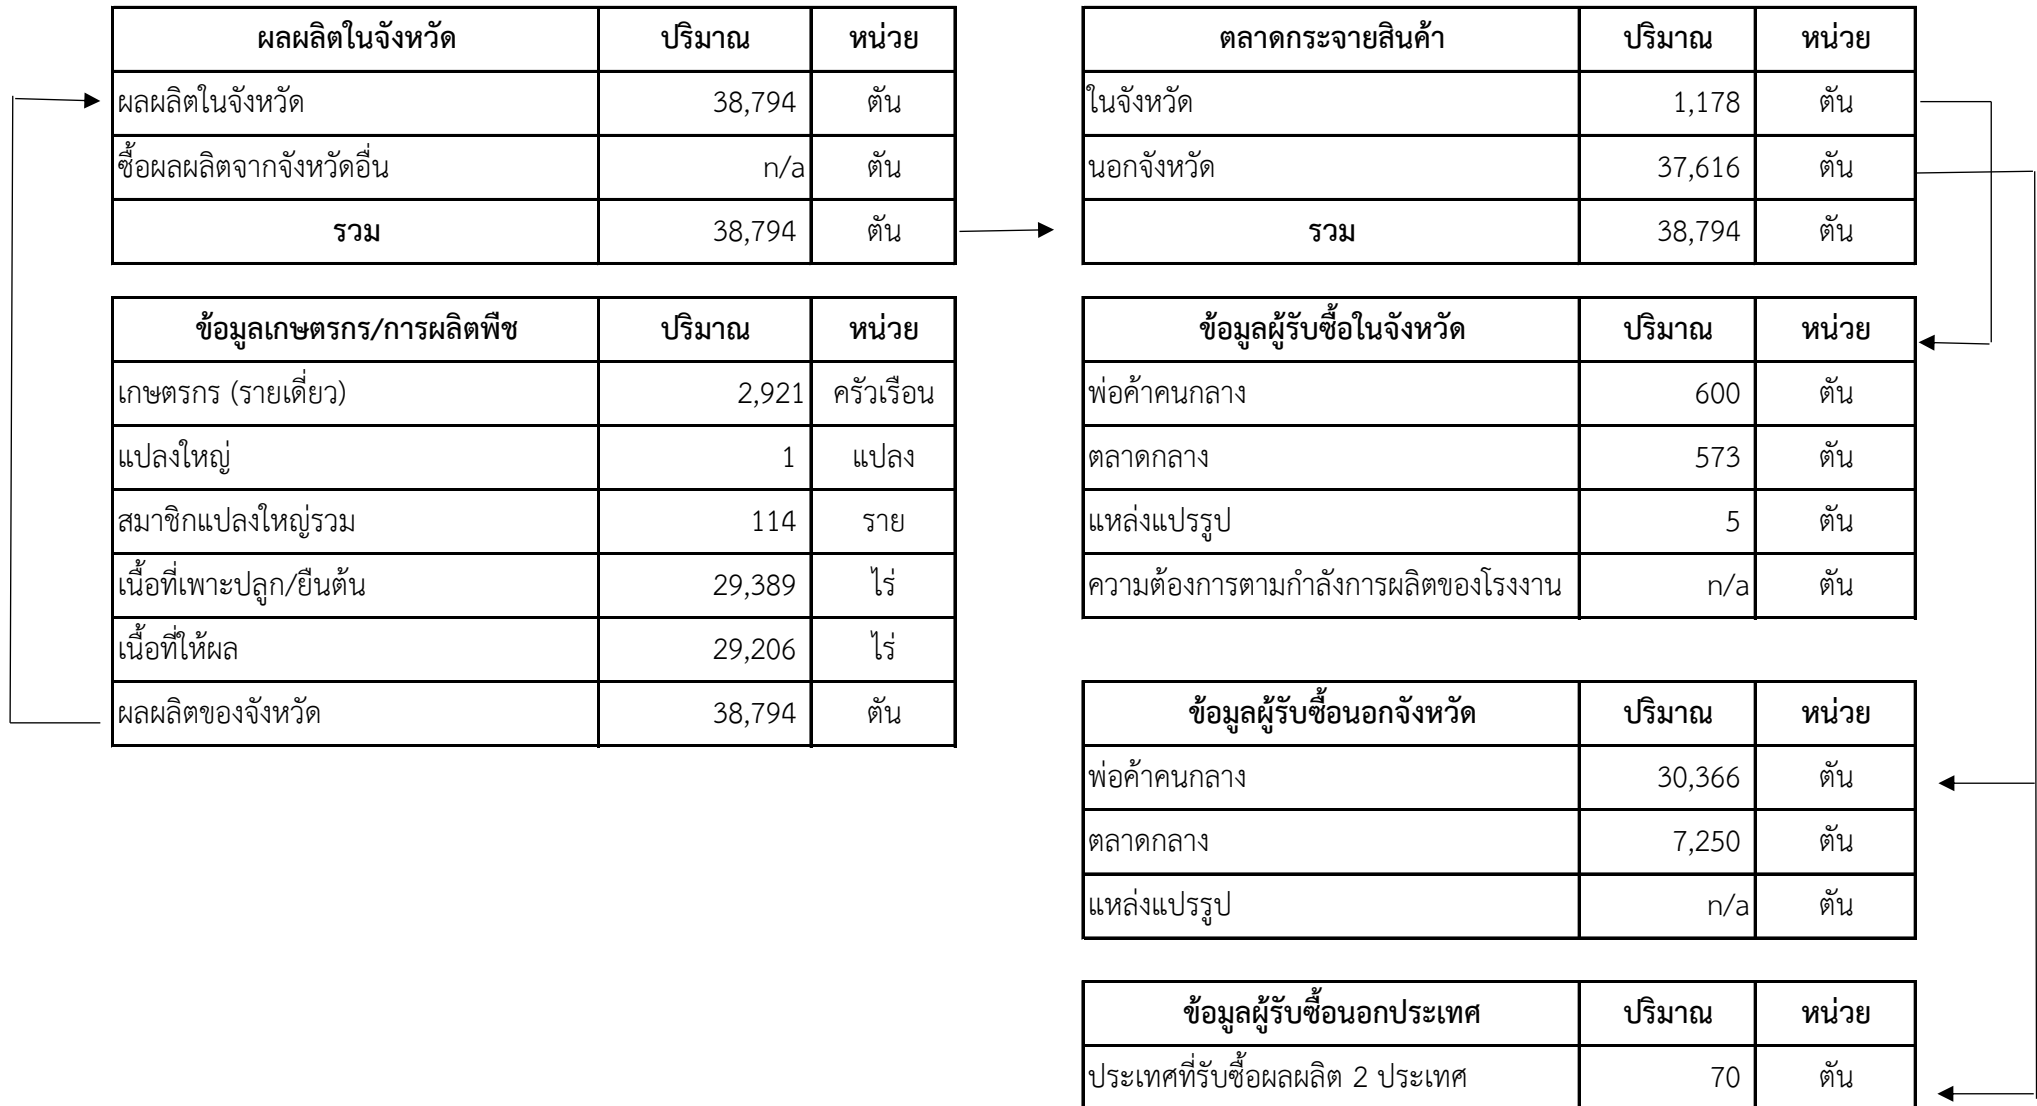 ผลผลิตในจังหวัด ปริมาณ หน่วย
ผลผลิตในจังหวัด 38,794 ตัน
ซื้อผลผลิตจากจังหวัดอื่น n/a ตัน
รวม 38,794 ตัน
ข้อมูลเกษตรกร/การผลิตพืช ปริมาณ หน่วย
เกษตรกร (รายเดี่ยว) 2,921 ครัวเรือน
แปลงใหญ่ 1 แปลง
สมาชิกแปลงใหญ่รวม 114 ราย
เนื้อที่เพาะปลูก/ยืนต้น 29,389 ไร่
เนื้อที่ให้ผล 29,206 ไร่
ผลผลิตของจังหวัด 38,794 ตัน
ตลาดกระจายสินค้า ปริมาณ หน่วย
ในจังหวัด 1,178 ตัน
นอกจังหวัด 37,616 ตัน
รวม 38,794 ตัน
ข้อมูลผู้รับซื้อในจังหวัด ปริมาณ หน่วย
พ่อค้าคนกลาง 600 ตัน
ตลาดกลาง 573 ตัน
แหล่งแปรรูป 5 ตัน
ความต้องการตามกำลังการผลิตของโรงงาน n/a ตัน
ข้อมูลผู้รับซื้อนอกจังหวัด ปริมาณ หน่วย
พ่อค้าคนกลาง 30,366 ตัน
ตลาดกลาง 7,250 ตัน
แหล่งแปรรูป n/a ตัน
ข้อมูลผู้รับซื้อนอกประเทศ ปริมาณ หน่วย
ประเทศที่รับซื้อผลผลิต 2 ประเทศ 70 ตัน